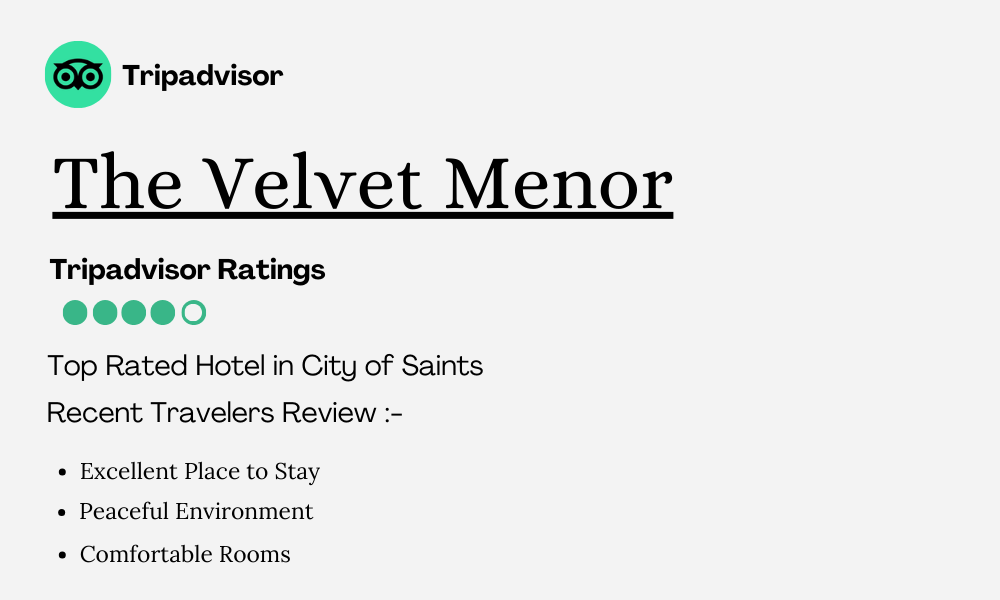 Tripadvisor
The Velvet Menor
Tripadvisor Ratings
Top Rated Hotel in City of Saints
Recent Travelers Review :-
• Excellent Place to Stay
• Peaceful Environment
• Comfortable Rooms